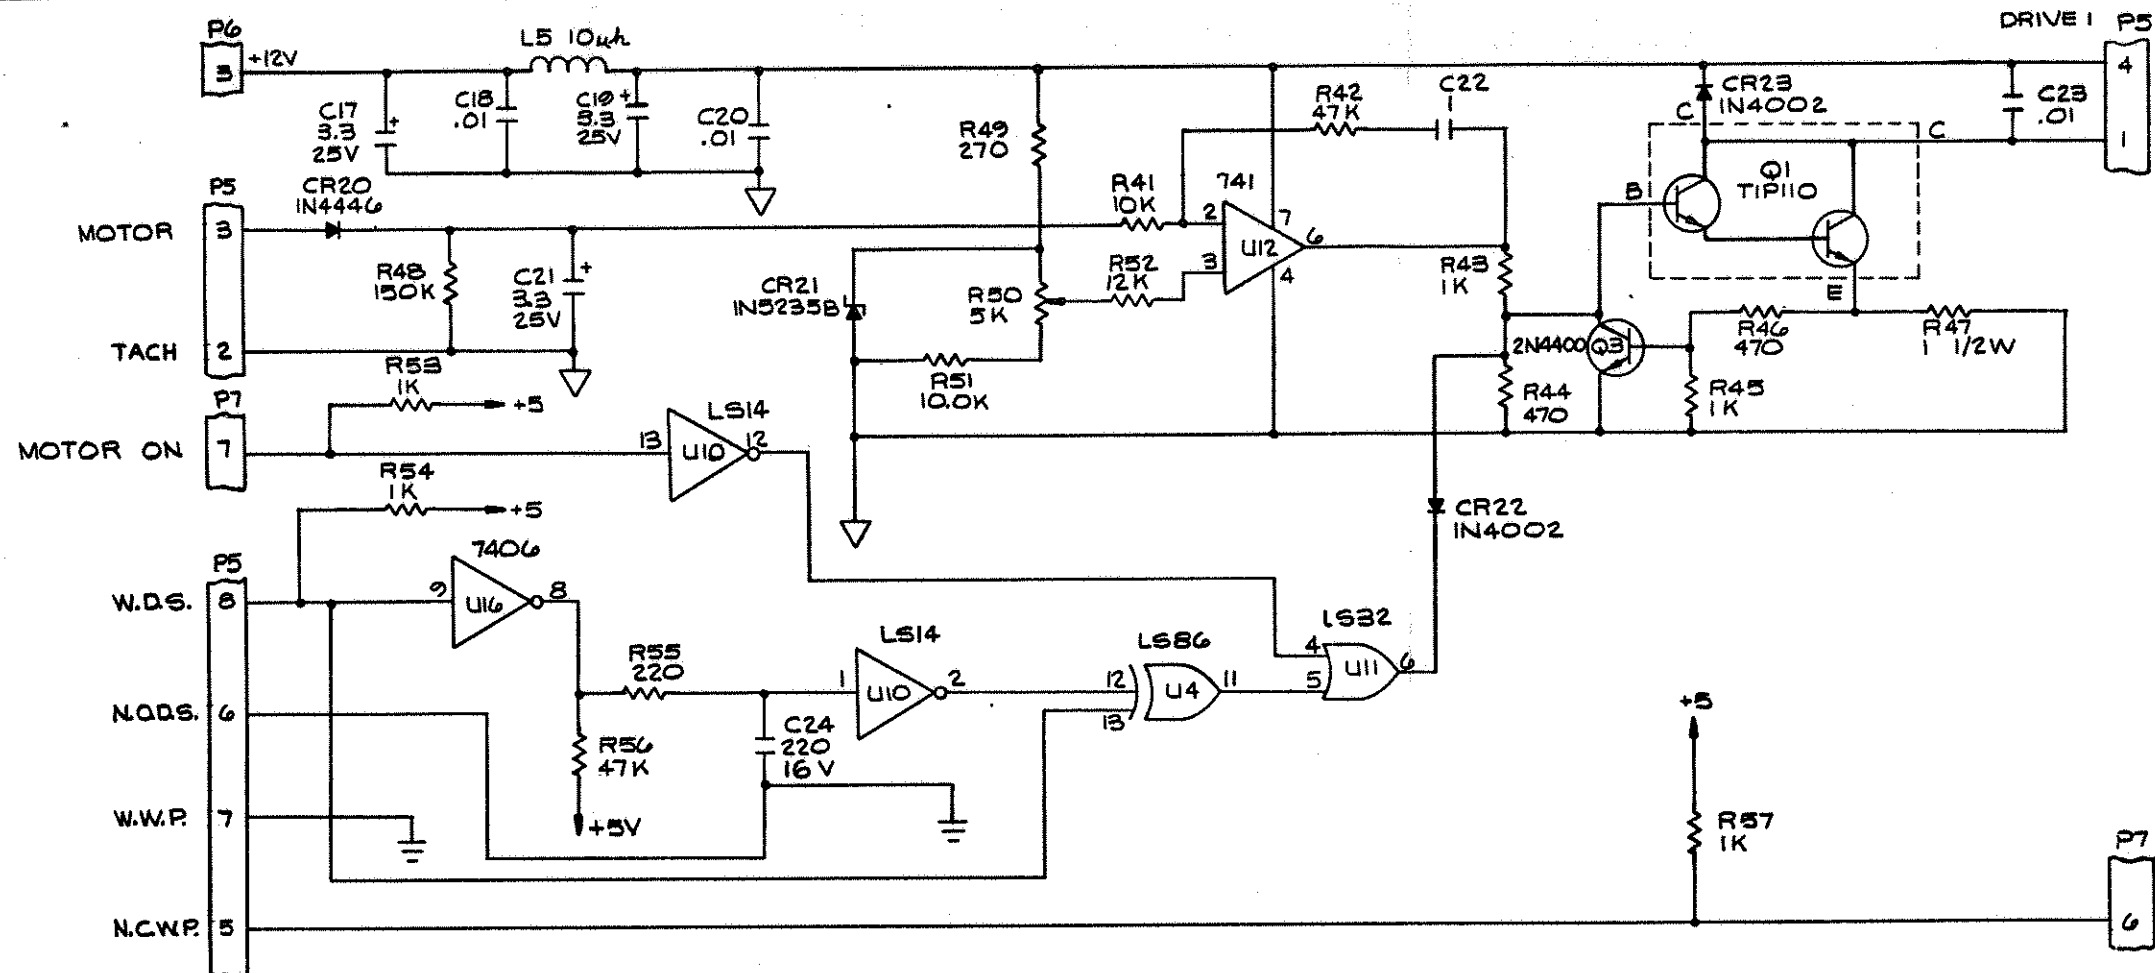 DRIVE 1
P5
4
1
P6
3
+12V
L5 10μh
C17
3.3
25V
+
C18
.01
C19
3.3
25V
+
C20
.01
R49
270
R42
47K
C22
1
CR23
1N4002
C
C
C23
.01
P5
MOTOR
3
CR20
1N4446
R48
150K
C21
3.3
25V
+
TACH
2
R41
10K
741
2
7
U12
6
3
4
R52
12K
CR21
1N5235B
R50
5K
R51
10.0K
R43
1K
B
Q1
TIP110
E
2N4400
Q3
R46
470
R47
1 1/2W
R44
470
R45
1K
R53
1K
+5
P7
MOTOR ON
7
13
LS14
U10
12
R54
1K
+5
CR22
1N4002
P5
W.D.S.
8
9
7406
U16
8
R55
220
1
LS14
U10
2
12
13
LS86
U4
11
4
5
LS32
U11
6
N.O.D.S.
6
R56
47K
+5V
C24
220
16V
W.W.P.
7
+5
R57
1K
N.C.W.P.
5
P7
6